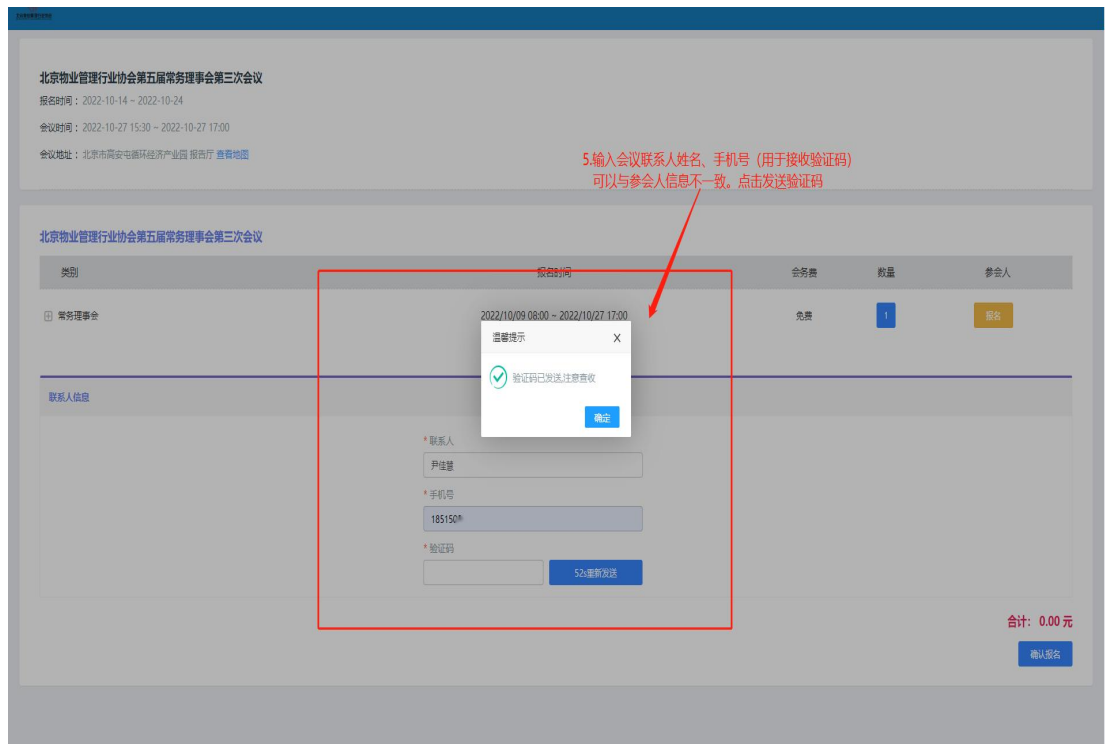 北京物业管理行业协会第五届常务理事会第三次会议
报名时间：2022-10-14 ~ 2022-10-24
会议时间：2022-10-27 15:30 ~ 2022-10-27 17:00
会议地址：北京市高安屯循环经济产业园 报告厅 查看地图
5.输入会议联系人姓名、手机号（用于接收验证码）
可以与参会人信息不一致。点击发送验证码
北京物业管理行业协会第五届常务理事会第三次会议
类别 报名时间 会务费 数量 参会人
常务理事会 2022/10/09 08:00 ~ 2022/10/27 17:00 免费 1 报名
温馨提示 X
验证码已发送,注意查收
确定
联系人信息
*联系人
尹佳慧
*手机号
185150
*验证码
52s重新发送
合计： 0.00 元
确认报名